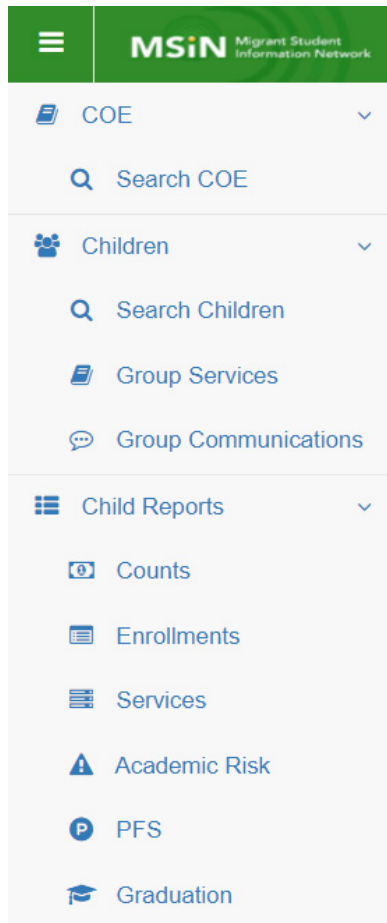 MSiN Migrant Student
Information Network
COE
Search COE
Children
Search Children
Group Services
Group Communications
Child Reports
Counts
Enrollments
Services
Academic Risk
PFS
Graduation